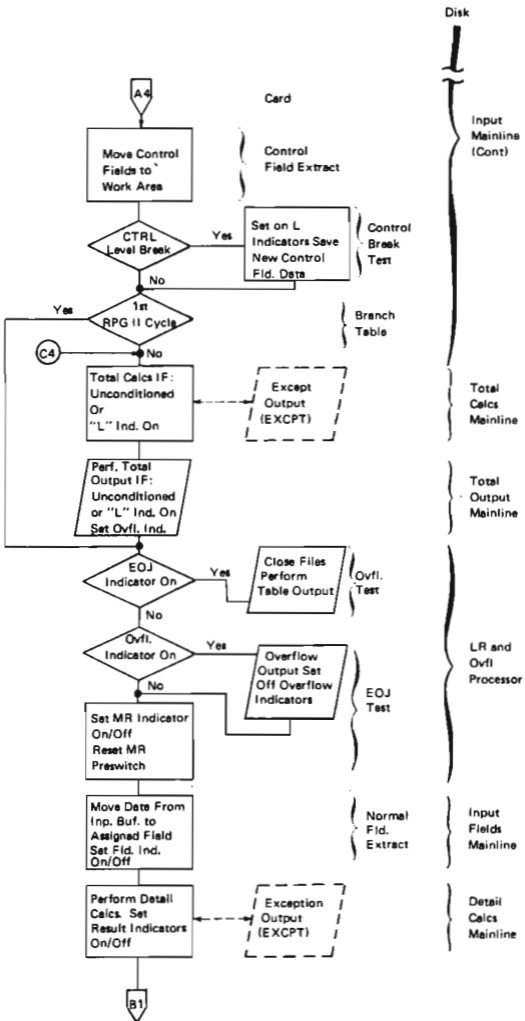 Disk
A4
Card
Input
Mainline
(Cont)
Move Control
Fields to
Work Area
Control
Field Extract
CTRL
Level Break
Yes
Set on L
Indicators Save
New Control
Fld. Data
Control
Break
Test
No
Yes
1st
RPG II Cycle
Branch
Table
C4
No
Total Calcs IF:
Unconditioned
Or
"L" Ind. On
Except
Output
(EXCPT)
Total
Calcs
Mainline
Perf. Total
Output IF:
Unconditioned
or "L" Ind. On
Set Ovfl. Ind.
Total
Output
Mainline
EOJ
Indicator On
Yes
Close Files
Perform
Table Output
Ovfl.
Test
No
LR and
Ovfl
Processor
Ovfl.
Indicator On
Yes
Overflow
Output Set
Off Overflow
Indicators
EOJ
Test
No
Set MR Indicator
On/Off
Reset MR
Preswitch
Move Data From
Inp. Buf. to
Assigned Field
Set Fld. Ind.
On/Off
Normal
Fld.
Extract
Input
Fields
Mainline
Perform Detail
Calcs. Set
Result Indicators
On/Off
Exception
Output
(EXCPT)
Detail
Calcs
Mainline
B1